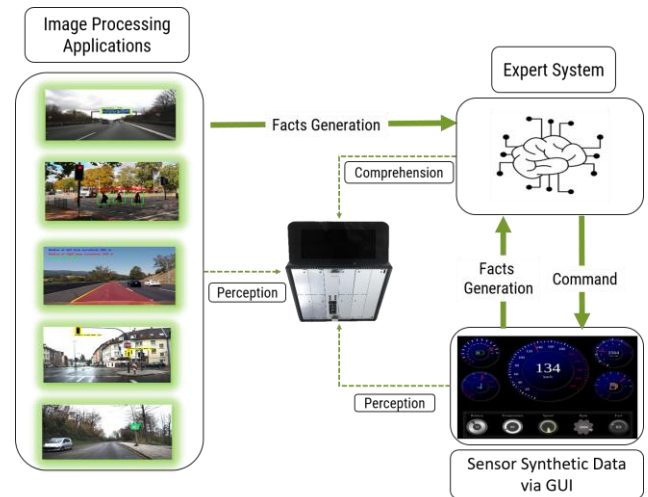 Image Processing
Applications
Expert System
Facts Generation
Comprehension
Perception
Facts
Generation
Command
134
Perception
Sensor Synthetic Data
via GUI